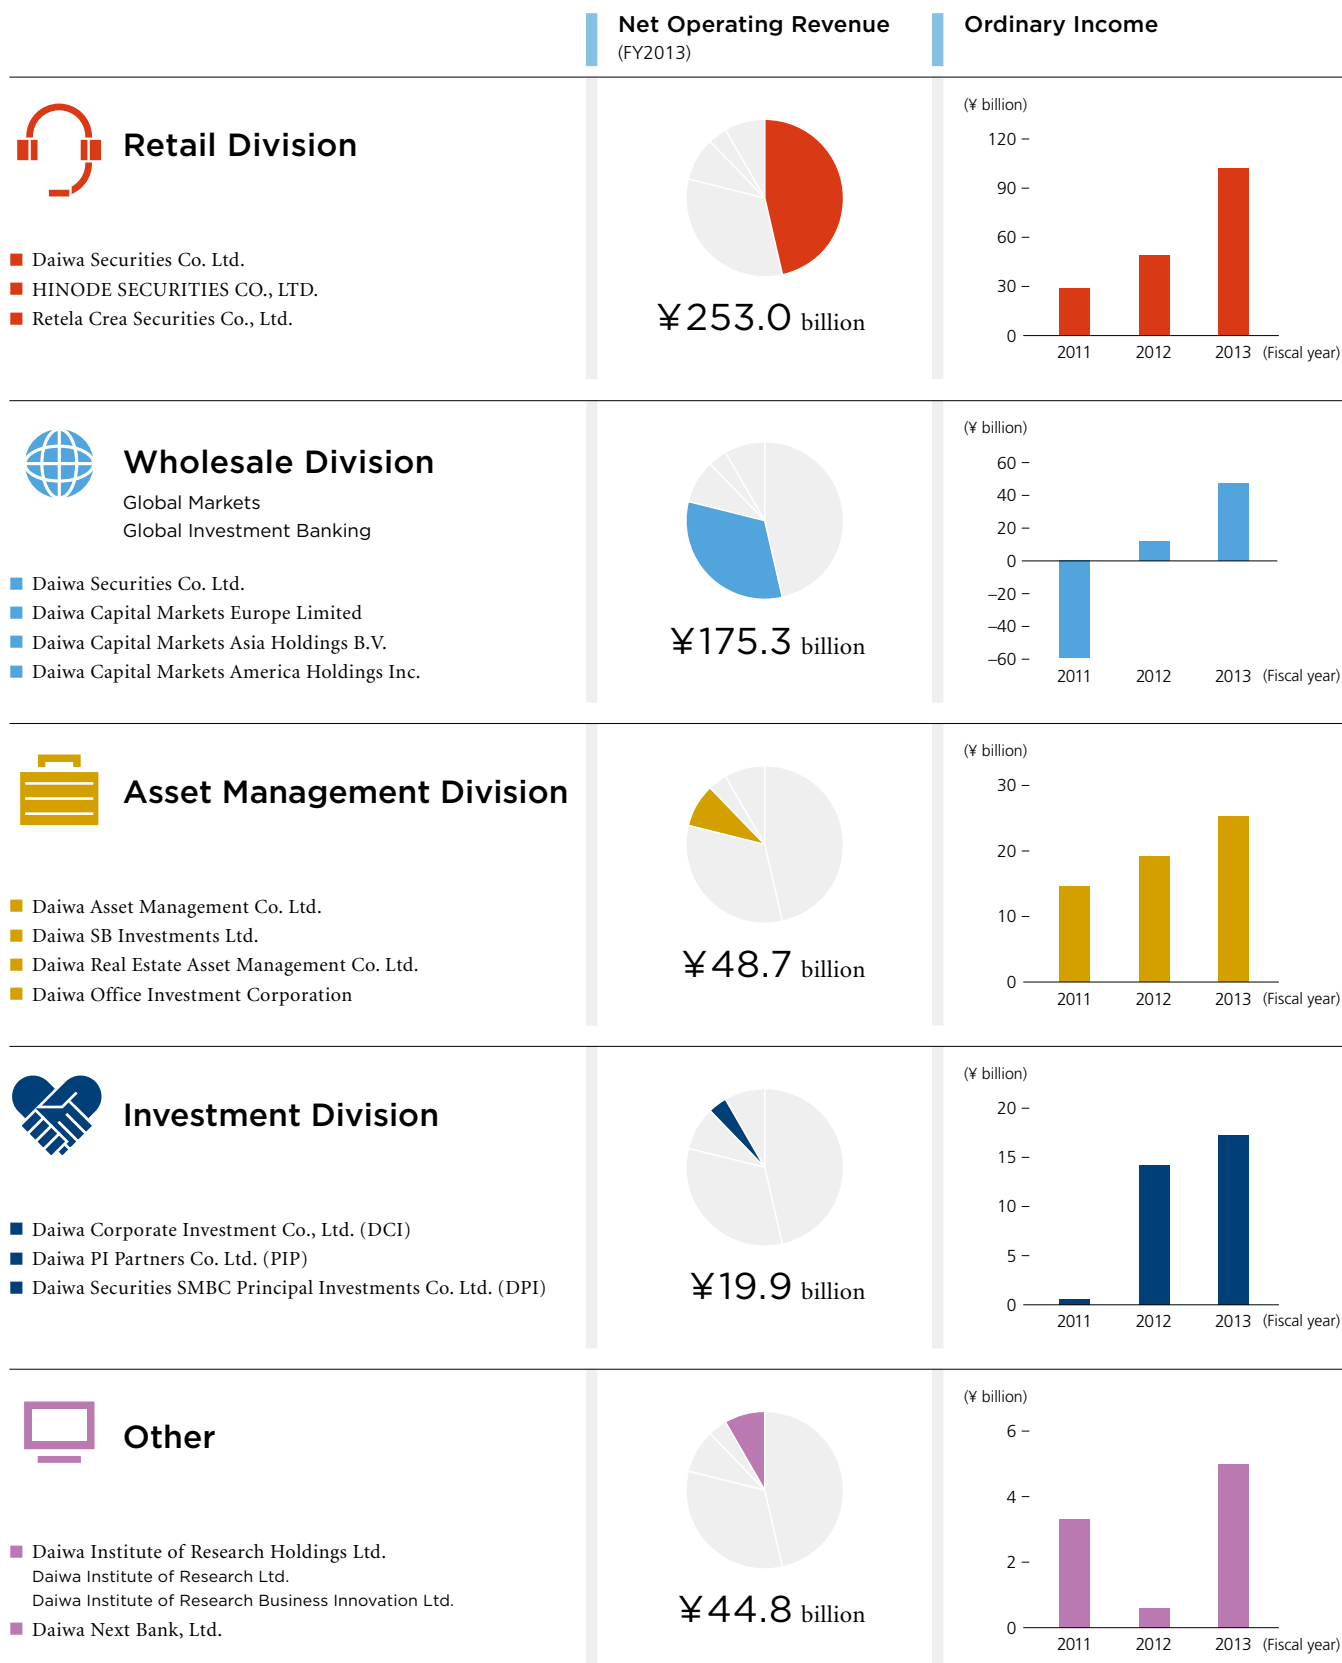 Net Operating Revenue
(FY2013)
Ordinary Income
Retail Division
Daiwa Securities Co. Ltd.
HINODE SECURITIES CO., LTD.
Retela Crea Securities Co., Ltd.
¥253.0 billion
(¥ billion)
120
90
60
30
0
2011 2012 2013 (Fiscal year)
Wholesale Division
Global Markets
Global Investment Banking
Daiwa Securities Co. Ltd.
Daiwa Capital Markets Europe Limited
Daiwa Capital Markets Asia Holdings B.V.
Daiwa Capital Markets America Holdings Inc.
¥175.3 billion
(¥ billion)
60
40
20
0
–20
–40
–60
2011 2012 2013 (Fiscal year)
Asset Management Division
Daiwa Asset Management Co. Ltd.
Daiwa SB Investments Ltd.
Daiwa Real Estate Asset Management Co. Ltd.
Daiwa Office Investment Corporation
¥48.7 billion
(¥ billion)
30
20
10
0
2011 2012 2013 (Fiscal year)
Investment Division
Daiwa Corporate Investment Co., Ltd. (DCI)
Daiwa PI Partners Co. Ltd. (PIP)
Daiwa Securities SMBC Principal Investments Co. Ltd. (DPI)
¥19.9 billion
(¥ billion)
20
15
10
5
0
2011 2012 2013 (Fiscal year)
Other
Daiwa Institute of Research Holdings Ltd.
Daiwa Institute of Research Ltd.
Daiwa Institute of Research Business Innovation Ltd.
Daiwa Next Bank, Ltd.
¥44.8 billion
(¥ billion)
6
4
2
0
2011 2012 2013 (Fiscal year)